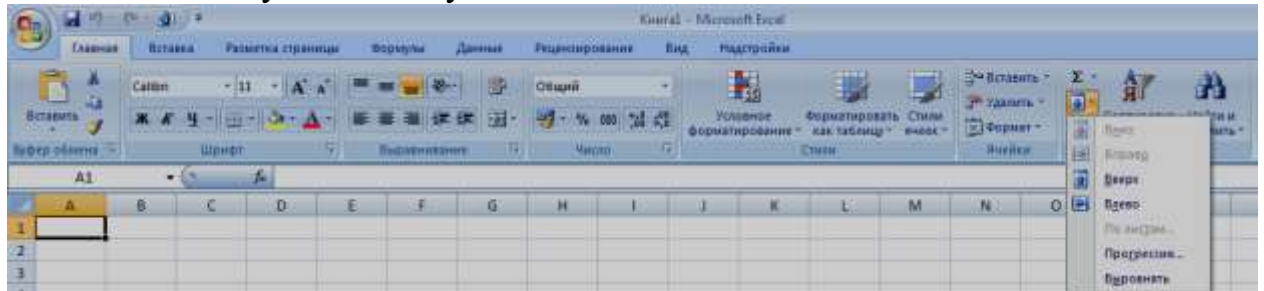 Книга1 - Microsoft Excel
Главная Вставка Разметка страницы Формулы Данные Рецензирование Вид Надстройки
Calibri 11 Общий Вставить Σ
Вставить Ж К Ч % 000 Условное форматирование Форматировать как таблицу Стили ячеек Удалить
Формат
Буфер обмена Шрифт Выравнивание Число Стили Ячейки
Вниз
Вправо
Вверх
Влево
По листам...
Прогрессия...
Выровнять
A1 fx
A B C D E F G H I J K L M N O
1
2
3